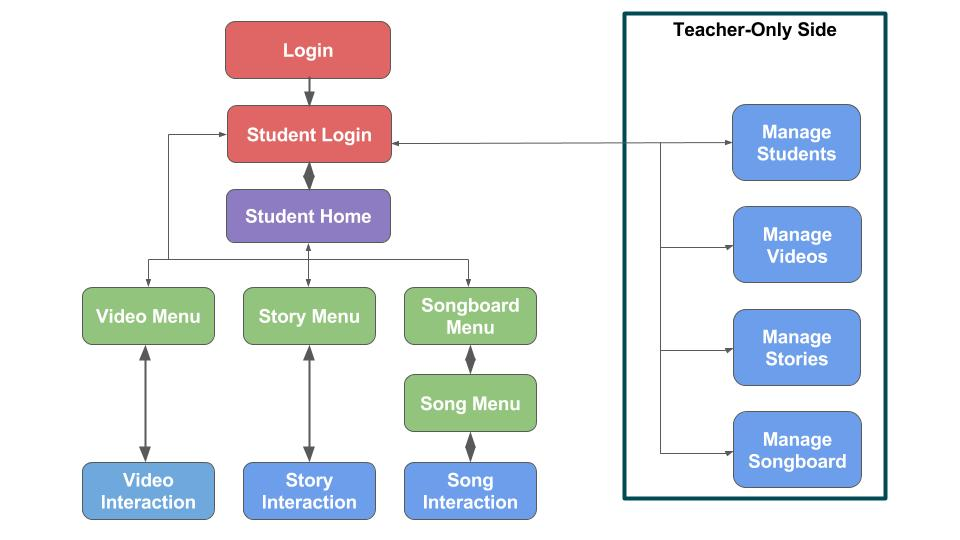 Login
Student Login
Student Home
Video Menu
Story Menu
Songboard
Menu
Song Menu
Video
Interaction
Story
Interaction
Song
Interaction
Teacher-Only Side
Manage
Students
Manage
Videos
Manage
Stories
Manage
Songboard